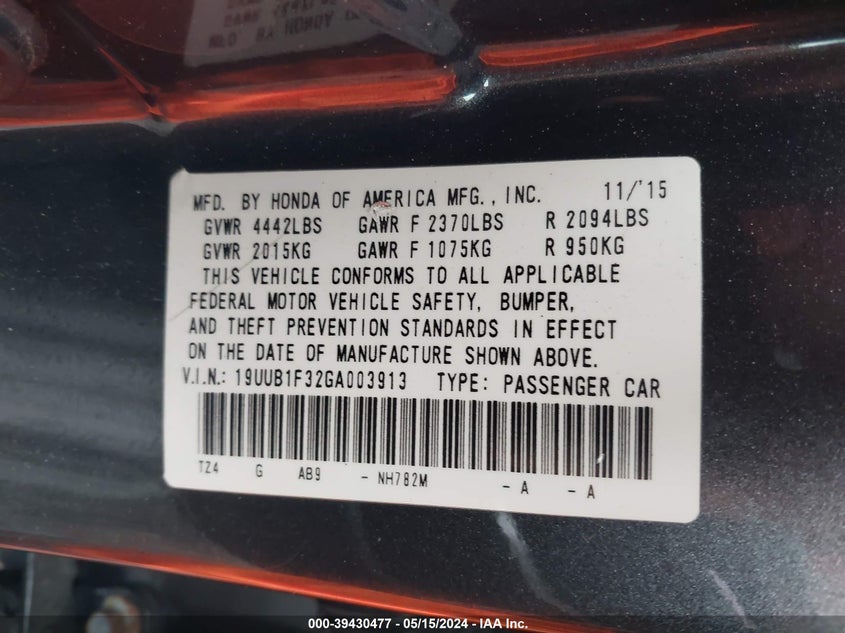 MFD. BY HONDA OF AMERICA MFG., INC. 11/'15
GVWR 4442LBS GAWR F 2370LBS R 2094LBS
GVWR 2015KG GAWR F 1075KG R 950KG
THIS VEHICLE CONFORMS TO ALL APPLICABLE
FEDERAL MOTOR VEHICLE SAFETY, BUMPER,
AND THEFT PREVENTION STANDARDS IN EFFECT
ON THE DATE OF MANUFACTURE SHOWN ABOVE.
V.I.N.: 19UUB1F32GA003913 TYPE: PASSENGER CAR
TZ4 G AB9 - NH782M - A - A
000-39430477 - 05/15/2024 - IAA Inc.